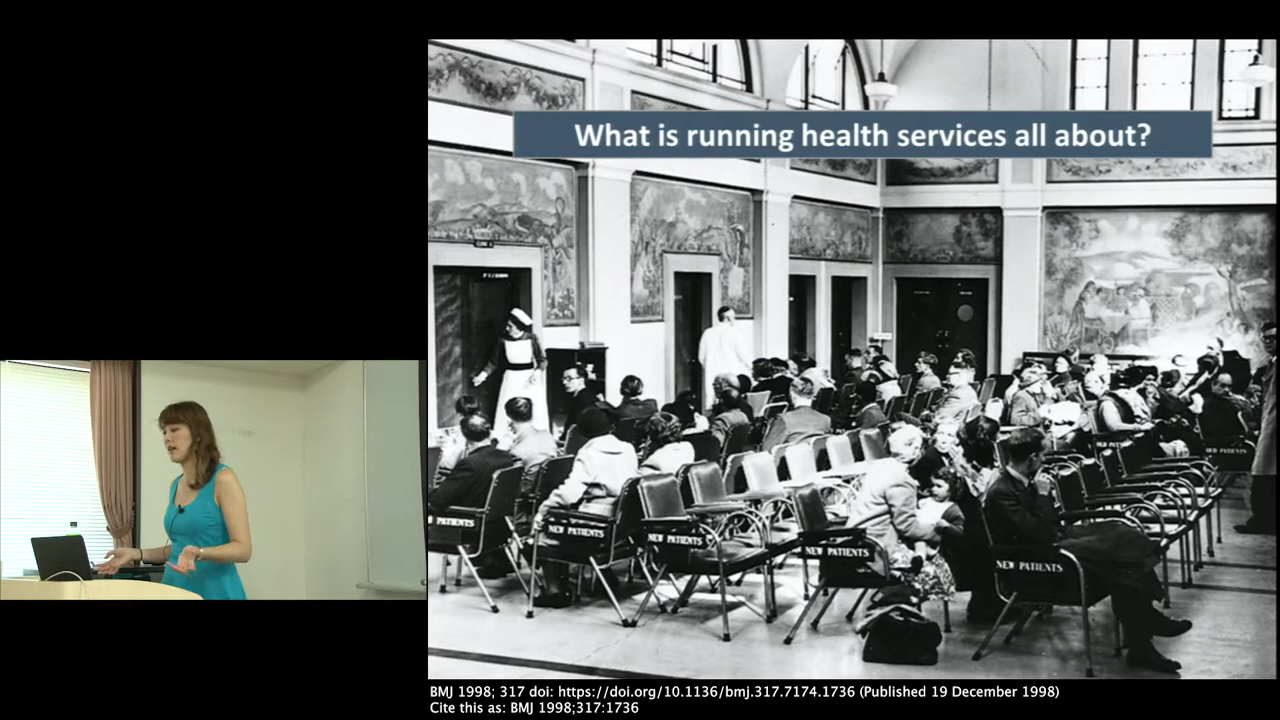 What is running health services all about?
PATIENTS
NEW PATIENTS
NEW PATIENTS
NEW PATIENTS
NEW PATIENTS
OLD PATIENTS
BMJ 1998; 317 doi: https://doi.org/10.1136/bmj.317.7174.1736 (Published 19 December 1998)
Cite this as: BMJ 1998;317:1736